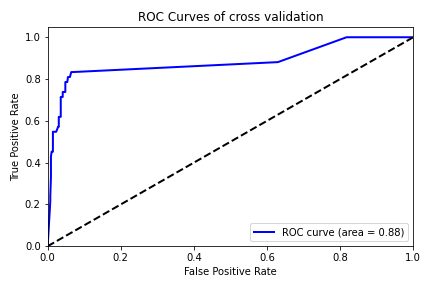 ROC Curves of cross validation
1.0
0.8
0.6
0.4
0.2
0.0
True Positive Rate
0.0 0.2 0.4 0.6 0.8 1.0
False Positive Rate
ROC curve (area = 0.88)